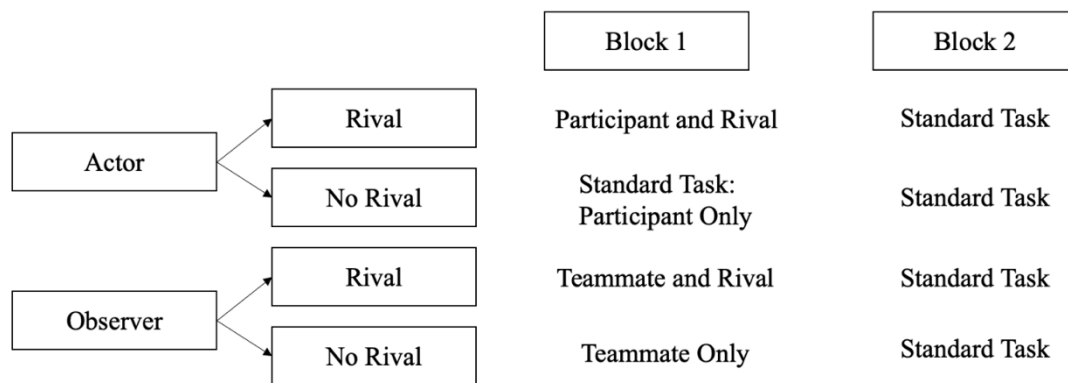 Block 1
Block 2
Actor
Rival
Participant and Rival
Standard Task
No Rival
Standard Task:
Participant Only
Standard Task
Observer
Rival
Teammate and Rival
Standard Task
No Rival
Teammate Only
Standard Task